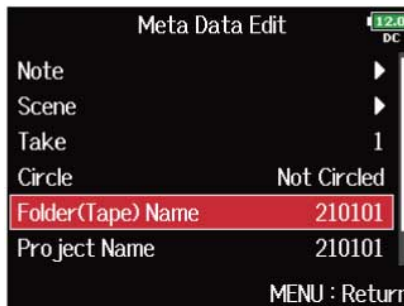 Meta Data Edit
12.0
DC
Note
Scene
Take 1
Circle Not Circled
Folder(Tape) Name 210101
Project Name 210101
MENU : Return